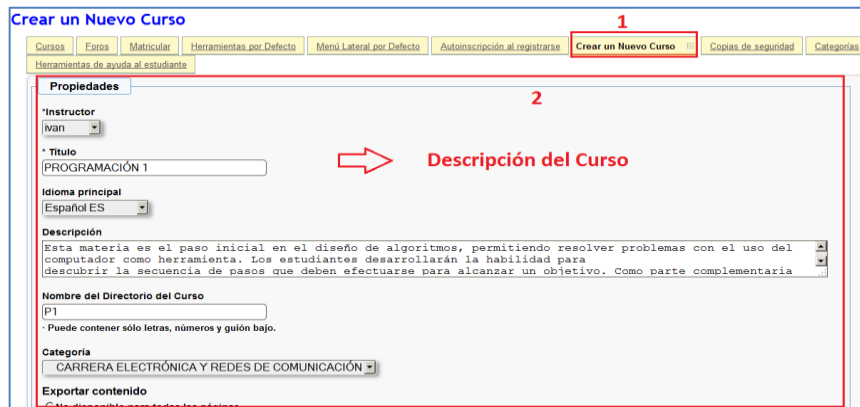 Crear un Nuevo Curso
1
Cursos Foros Matricular Herramientas por Defecto Menú Lateral por Defecto Autoinscripción al registrarse Crear un Nuevo Curso Copias de seguridad Categorías
Herramientas de ayuda al estudiante
Propiedades
2
*Instructor
ivan
* Título
PROGRAMACIÓN 1
Descripción del Curso
Idioma principal
Español ES
Descripción
Esta materia es el paso inicial en el diseño de algoritmos, permitiendo resolver problemas con el uso del
computador como herramienta. Los estudiantes desarrollarán la habilidad para
descubrir la secuencia de pasos que deben efectuarse para alcanzar un objetivo. Como parte complementaria
Nombre del Directorio del Curso
P1
· Puede contener sólo letras, números y guión bajo.
Categoría
CARRERA ELECTRÓNICA Y REDES DE COMUNICACIÓN
Exportar contenido